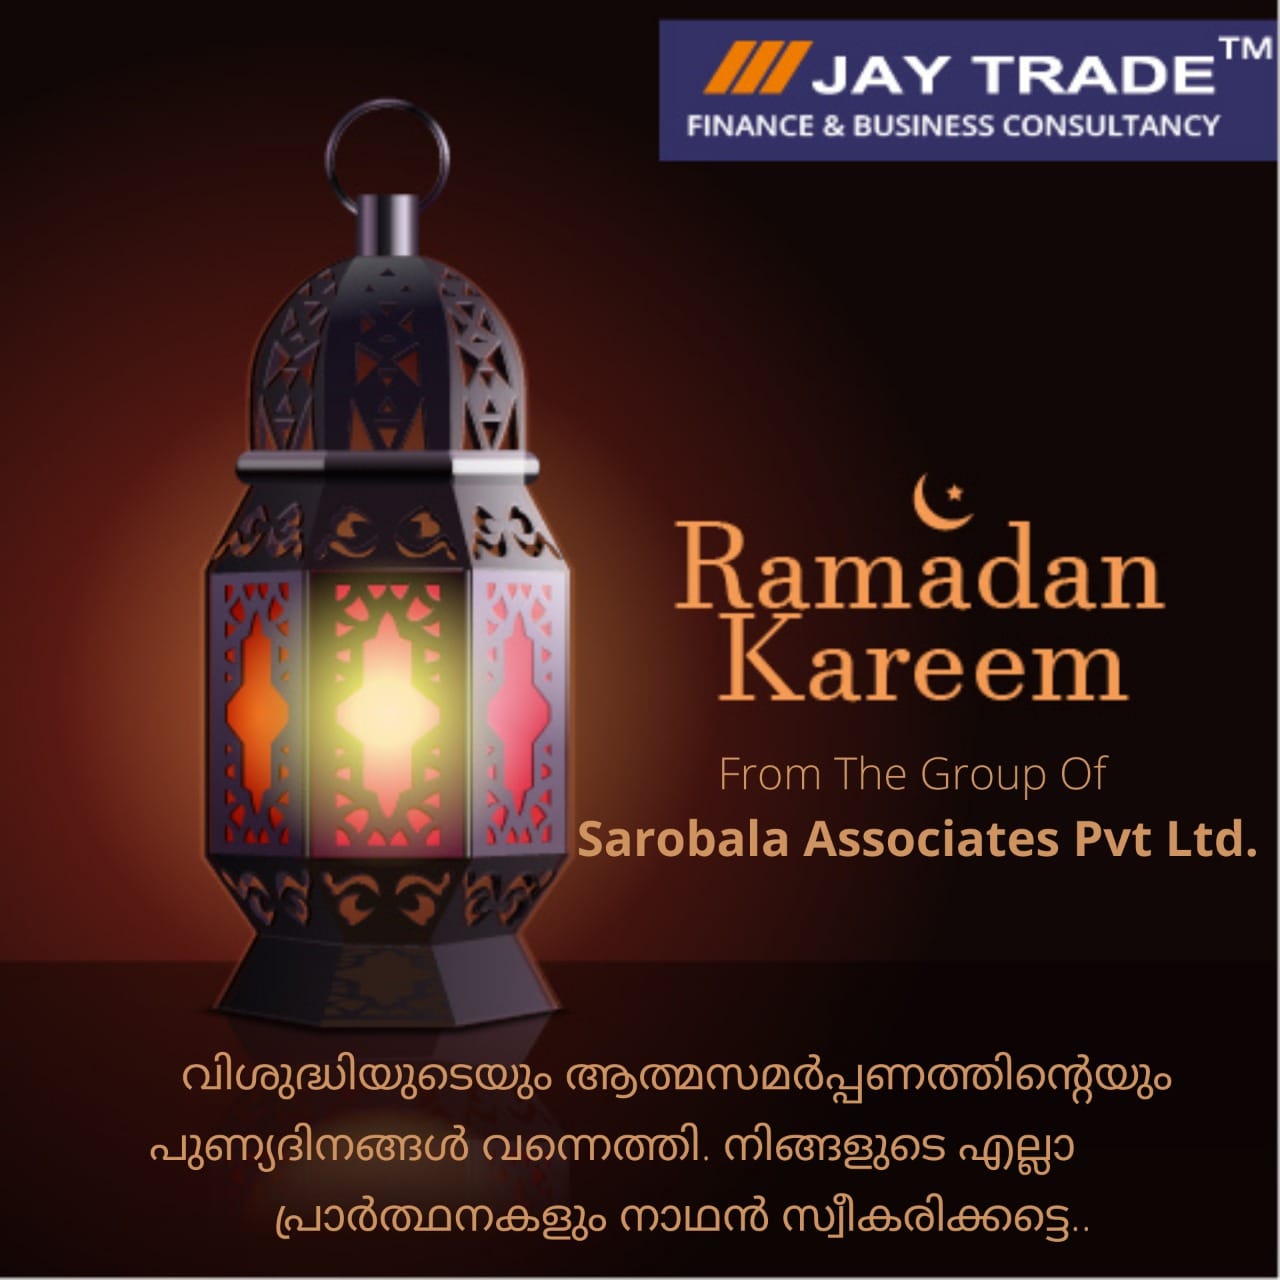 JAY TRADE™
FINANCE & BUSINESS CONSULTANCY
Ramadan
Kareem
From The Group Of
Sarobala Associates Pvt Ltd.
വിശുദ്ധിയുടെയും ആത്മസമർപ്പണത്തിന്റെയും
പുണ്യദിനങ്ങൾ വന്നെത്തി. നിങ്ങളുടെ എല്ലാ
പ്രാർത്ഥനകളും നാഥൻ സ്വീകരിക്കട്ടെ..